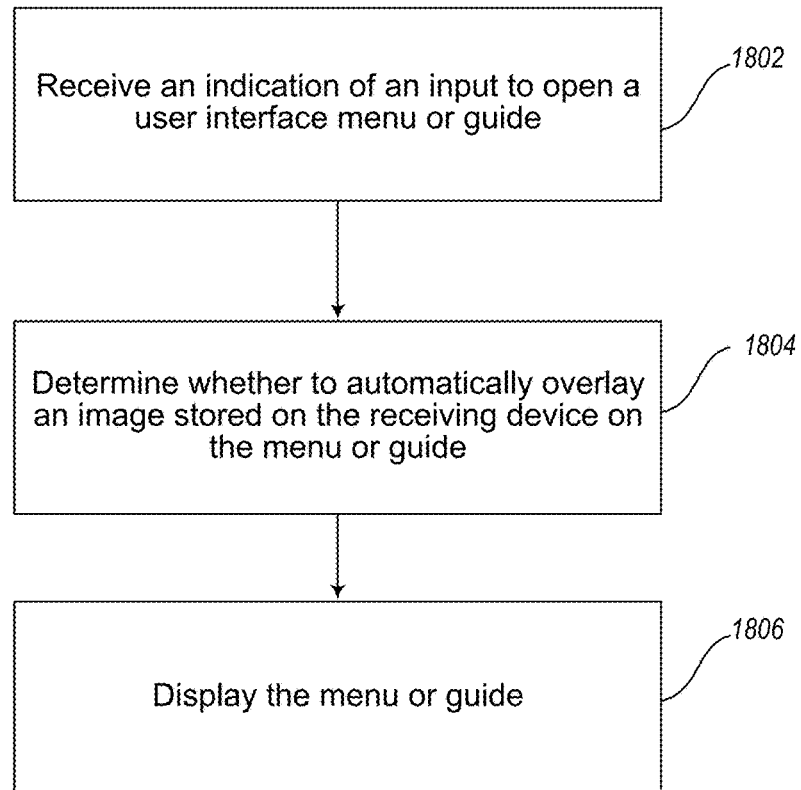 Receive an indication of an input to open a
user interface menu or guide
1802
Determine whether to automatically overlay
an image stored on the receiving device on
the menu or guide
1804
Display the menu or guide
1806